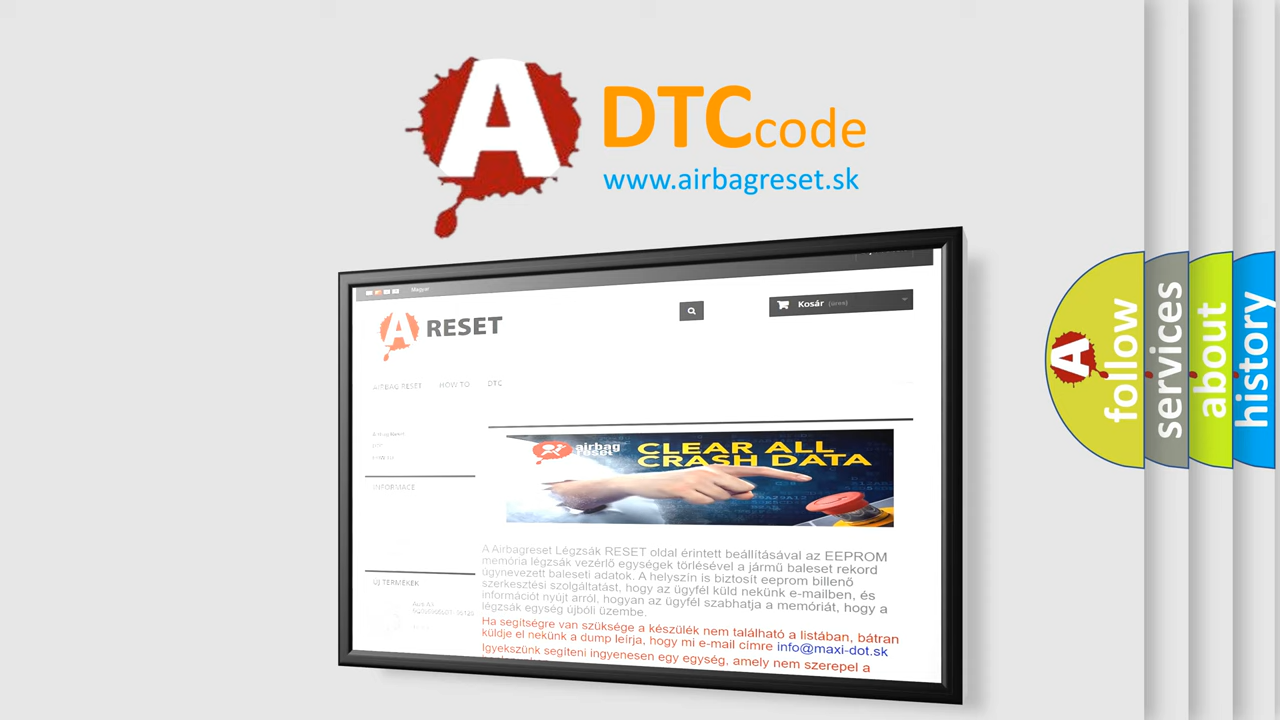 A DTCcode
www.airbagreset.sk
Magyar
A RESET
Kosár (üres)
AIRBAG RESET HOW TO DTC
INFORMACE
ÚJ TERMÉKEK
airbag
reset
CLEAR ALL
CRASH DATA
A Airbagreset Légzsák RESET oldal érintett beállításával az EEPROM
memória légzsák vezérlő egységek törlésével a jármű baleset rekord
úgynevezett baleseti adatok. A helyszín is biztosít eeprom billenő
szerkesztési szolgáltatást, hogy az ügyfél küld nekünk e-mailben, és
információt nyújt arról, hogyan az ügyfél szabhatja a memóriát, hogy a
légzsák egység újbóli üzembe.
Ha segítségre van szüksége a készülék nem található a listában, bátran
küldje el nekünk a dump leírja, hogy mi e-mail címre info@maxi-dot.sk
Igyekszünk segíteni ingyenesen egy egység, amely nem szerepel a
A
follow
services
about
history